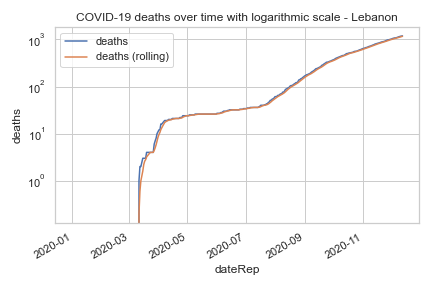 COVID-19 deaths over time with logarithmic scale - Lebanon
deaths
deaths (rolling)
10³
10²
10¹
10⁰
deaths
2020-01
2020-03
2020-05
2020-07
2020-09
2020-11
dateRep